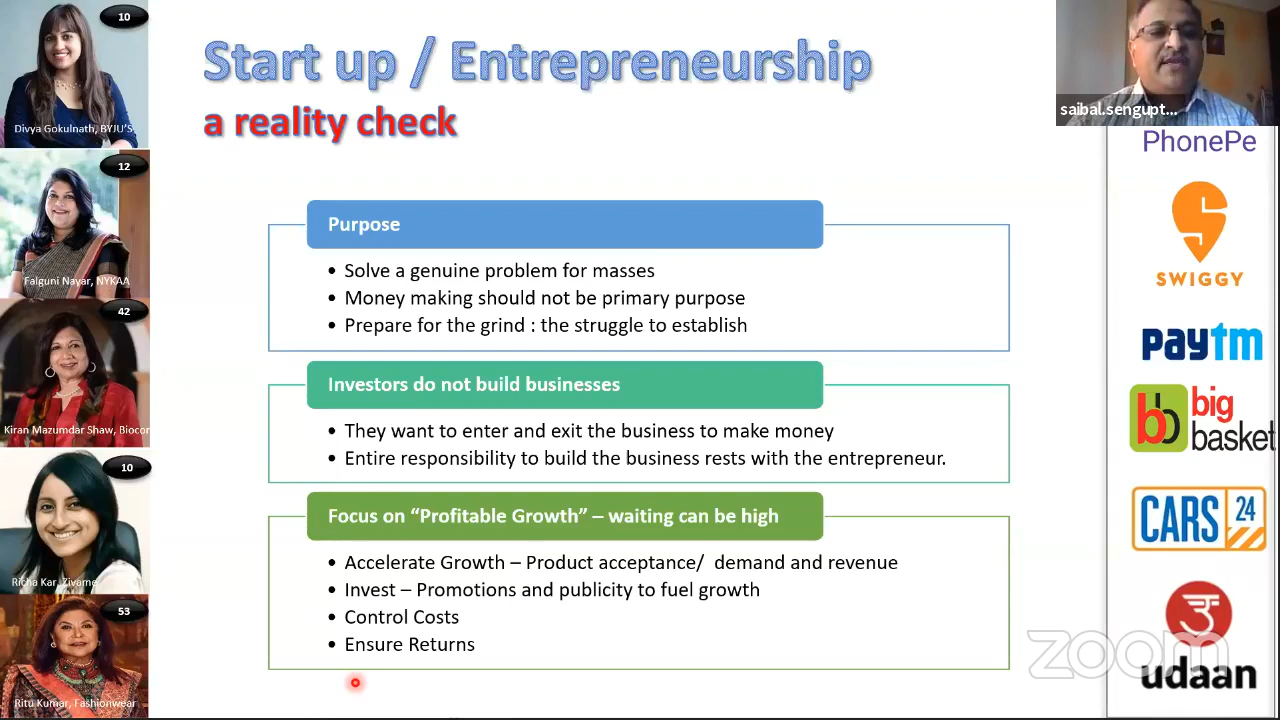 10
Divya Gokulnath, BYJU'S
12
Falguni Nayar, NYKAA
42
Kiran Mazumdar Shaw, Biocon
10
Richa Kar, Zivame
53
Ritu Kumar, Fashionwear
Start up / Entrepreneurship
a reality check
Purpose
• Solve a genuine problem for masses
• Money making should not be primary purpose
• Prepare for the grind : the struggle to establish
Investors do not build businesses
• They want to enter and exit the business to make money
• Entire responsibility to build the business rests with the entrepreneur.
Focus on “Profitable Growth” – waiting can be high
• Accelerate Growth – Product acceptance/ demand and revenue
• Invest – Promotions and publicity to fuel growth
• Control Costs
• Ensure Returns
saibal.sengupt...
PhonePe
SWIGGY
paytm
bb big
basket
CARS 24
उ
udaan
zoom